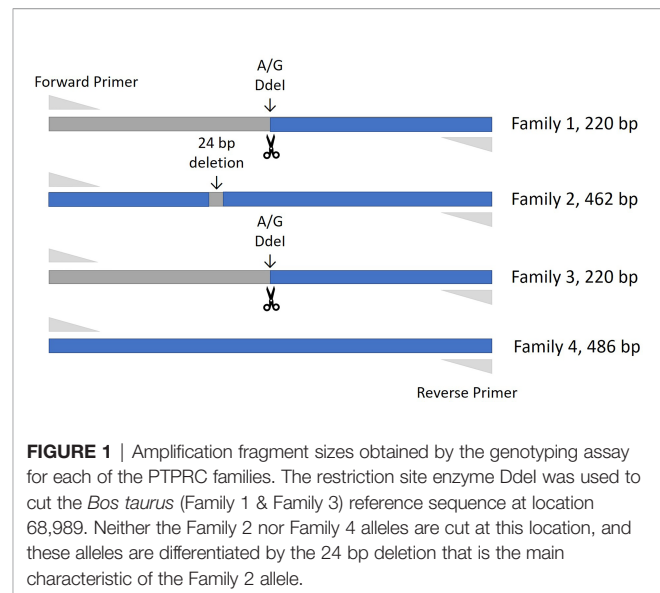 A/G
DdeI
Forward Primer
Family 1, 220 bp
24 bp
deletion
Family 2, 462 bp
A/G
DdeI
Family 3, 220 bp
Family 4, 486 bp
Reverse Primer
FIGURE 1 | Amplification fragment sizes obtained by the genotyping assay
for each of the PTPRC families. The restriction site enzyme DdeI was used to
cut the Bos taurus (Family 1 & Family 3) reference sequence at location
68,989. Neither the Family 2 nor Family 4 alleles are cut at this location, and
these alleles are differentiated by the 24 bp deletion that is the main
characteristic of the Family 2 allele.